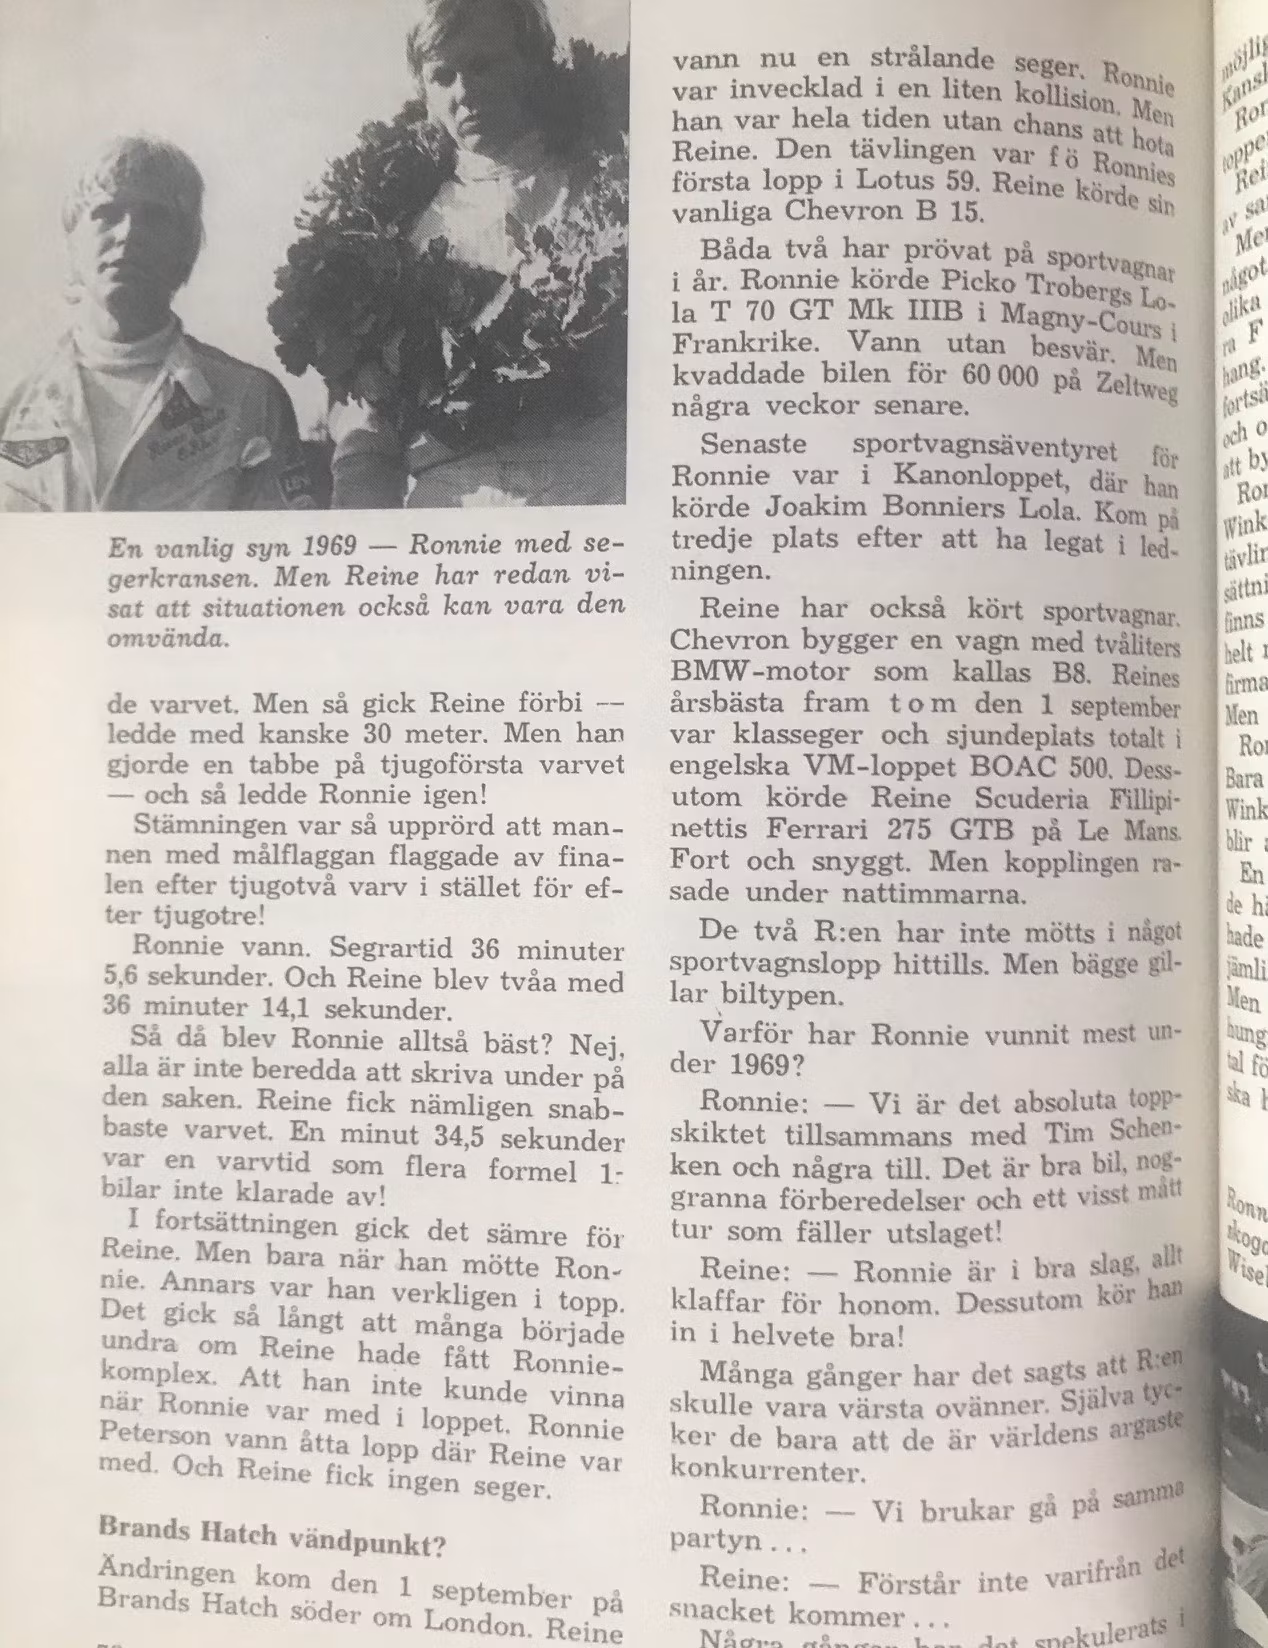 En vanlig syn 1969 — Ronnie med se-
gerkransen. Men Reine har redan vi-
sat att situationen också kan vara den
omvända.
de varvet. Men så gick Reine förbi —
ledde med kanske 30 meter. Men han
gjorde en tabbe på tjugoförsta varvet
— och så ledde Ronnie igen!
Stämningen var så upprörd att man-
nen med målflaggan flaggade av fina-
len efter tjugotvå varv i stället för ef-
ter tjugotre!
Ronnie vann. Segrartid 36 minuter
5,6 sekunder. Och Reine blev tvåa med
36 minuter 14,1 sekunder.
Så då blev Ronnie alltså bäst? Nej,
alla är inte beredda att skriva under på
den saken. Reine fick nämligen snab-
baste varvet. En minut 34,5 sekunder
var en varvtid som flera formel 1-
bilar inte klarade av!
I fortsättningen gick det sämre för
Reine. Men bara när han mötte Ron-
nie. Annars var han verkligen i topp.
Det gick så långt att många började
undra om Reine hade fått Ronnie-
komplex. Att han inte kunde vinna
när Ronnie var med i loppet. Ronnie
Peterson vann åtta lopp där Reine var
med. Och Reine fick ingen seger.
Brands Hatch vändpunkt?
Ändringen kom den 1 september på
Brands Hatch söder om London. Reine
vann nu en strålande seger. Ronnie
var invecklad i en liten kollision. Men
han var hela tiden utan chans att hota
Reine. Den tävlingen var f ö Ronnies
första lopp i Lotus 59. Reine körde sin
vanliga Chevron B 15.
Båda två har prövat på sportvagnar
i år. Ronnie körde Picko Trobergs Lo-
la T 70 GT Mk IIIB i Magny-Cours i
Frankrike. Vann utan besvär. Men
kvaddade bilen för 60 000 på Zeltweg
några veckor senare.
Senaste sportvagnsäventyret för
Ronnie var i Kanonloppet, där han
körde Joakim Bonniers Lola. Kom på
tredje plats efter att ha legat i led-
ningen.
Reine har också kört sportvagnar.
Chevron bygger en vagn med tvåliters
BMW-motor som kallas B8. Reines
årsbästa fram t o m den 1 september
var klasseger och sjundeplats totalt i
engelska VM-loppet BOAC 500. Dess-
utom körde Reine Scuderia Fillipi-
nettis Ferrari 275 GTB på Le Mans.
Fort och snyggt. Men kopplingen ra-
sade under nattimmarna.
De två R:en har inte mötts i något
sportvagnslopp hittills. Men bägge gil-
lar biltypen.
Varför har Ronnie vunnit mest un-
der 1969?
Ronnie: — Vi är det absoluta topp-
skiktet tillsammans med Tim Schen-
ken och några till. Det är bra bil, nog-
granna förberedelser och ett visst mått
tur som fäller utslaget!
Reine: — Ronnie är i bra slag, allt
klaffar för honom. Dessutom kör han
in i helvete bra!
Många gånger har det sagts att R:en
skulle vara värsta ovänner. Själva tyc-
ker de bara att de är världens argaste
konkurrenter.
Ronnie: — Vi brukar gå på samma
partyn . . .
Reine: — Förstår inte varifrån det
snacket kommer . . .
Några gånger har det spekulerats i